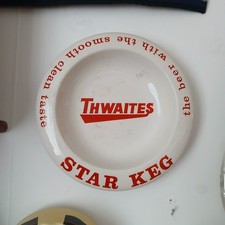 THWAITES
STAR KEG
the beer with the smooth clean taste